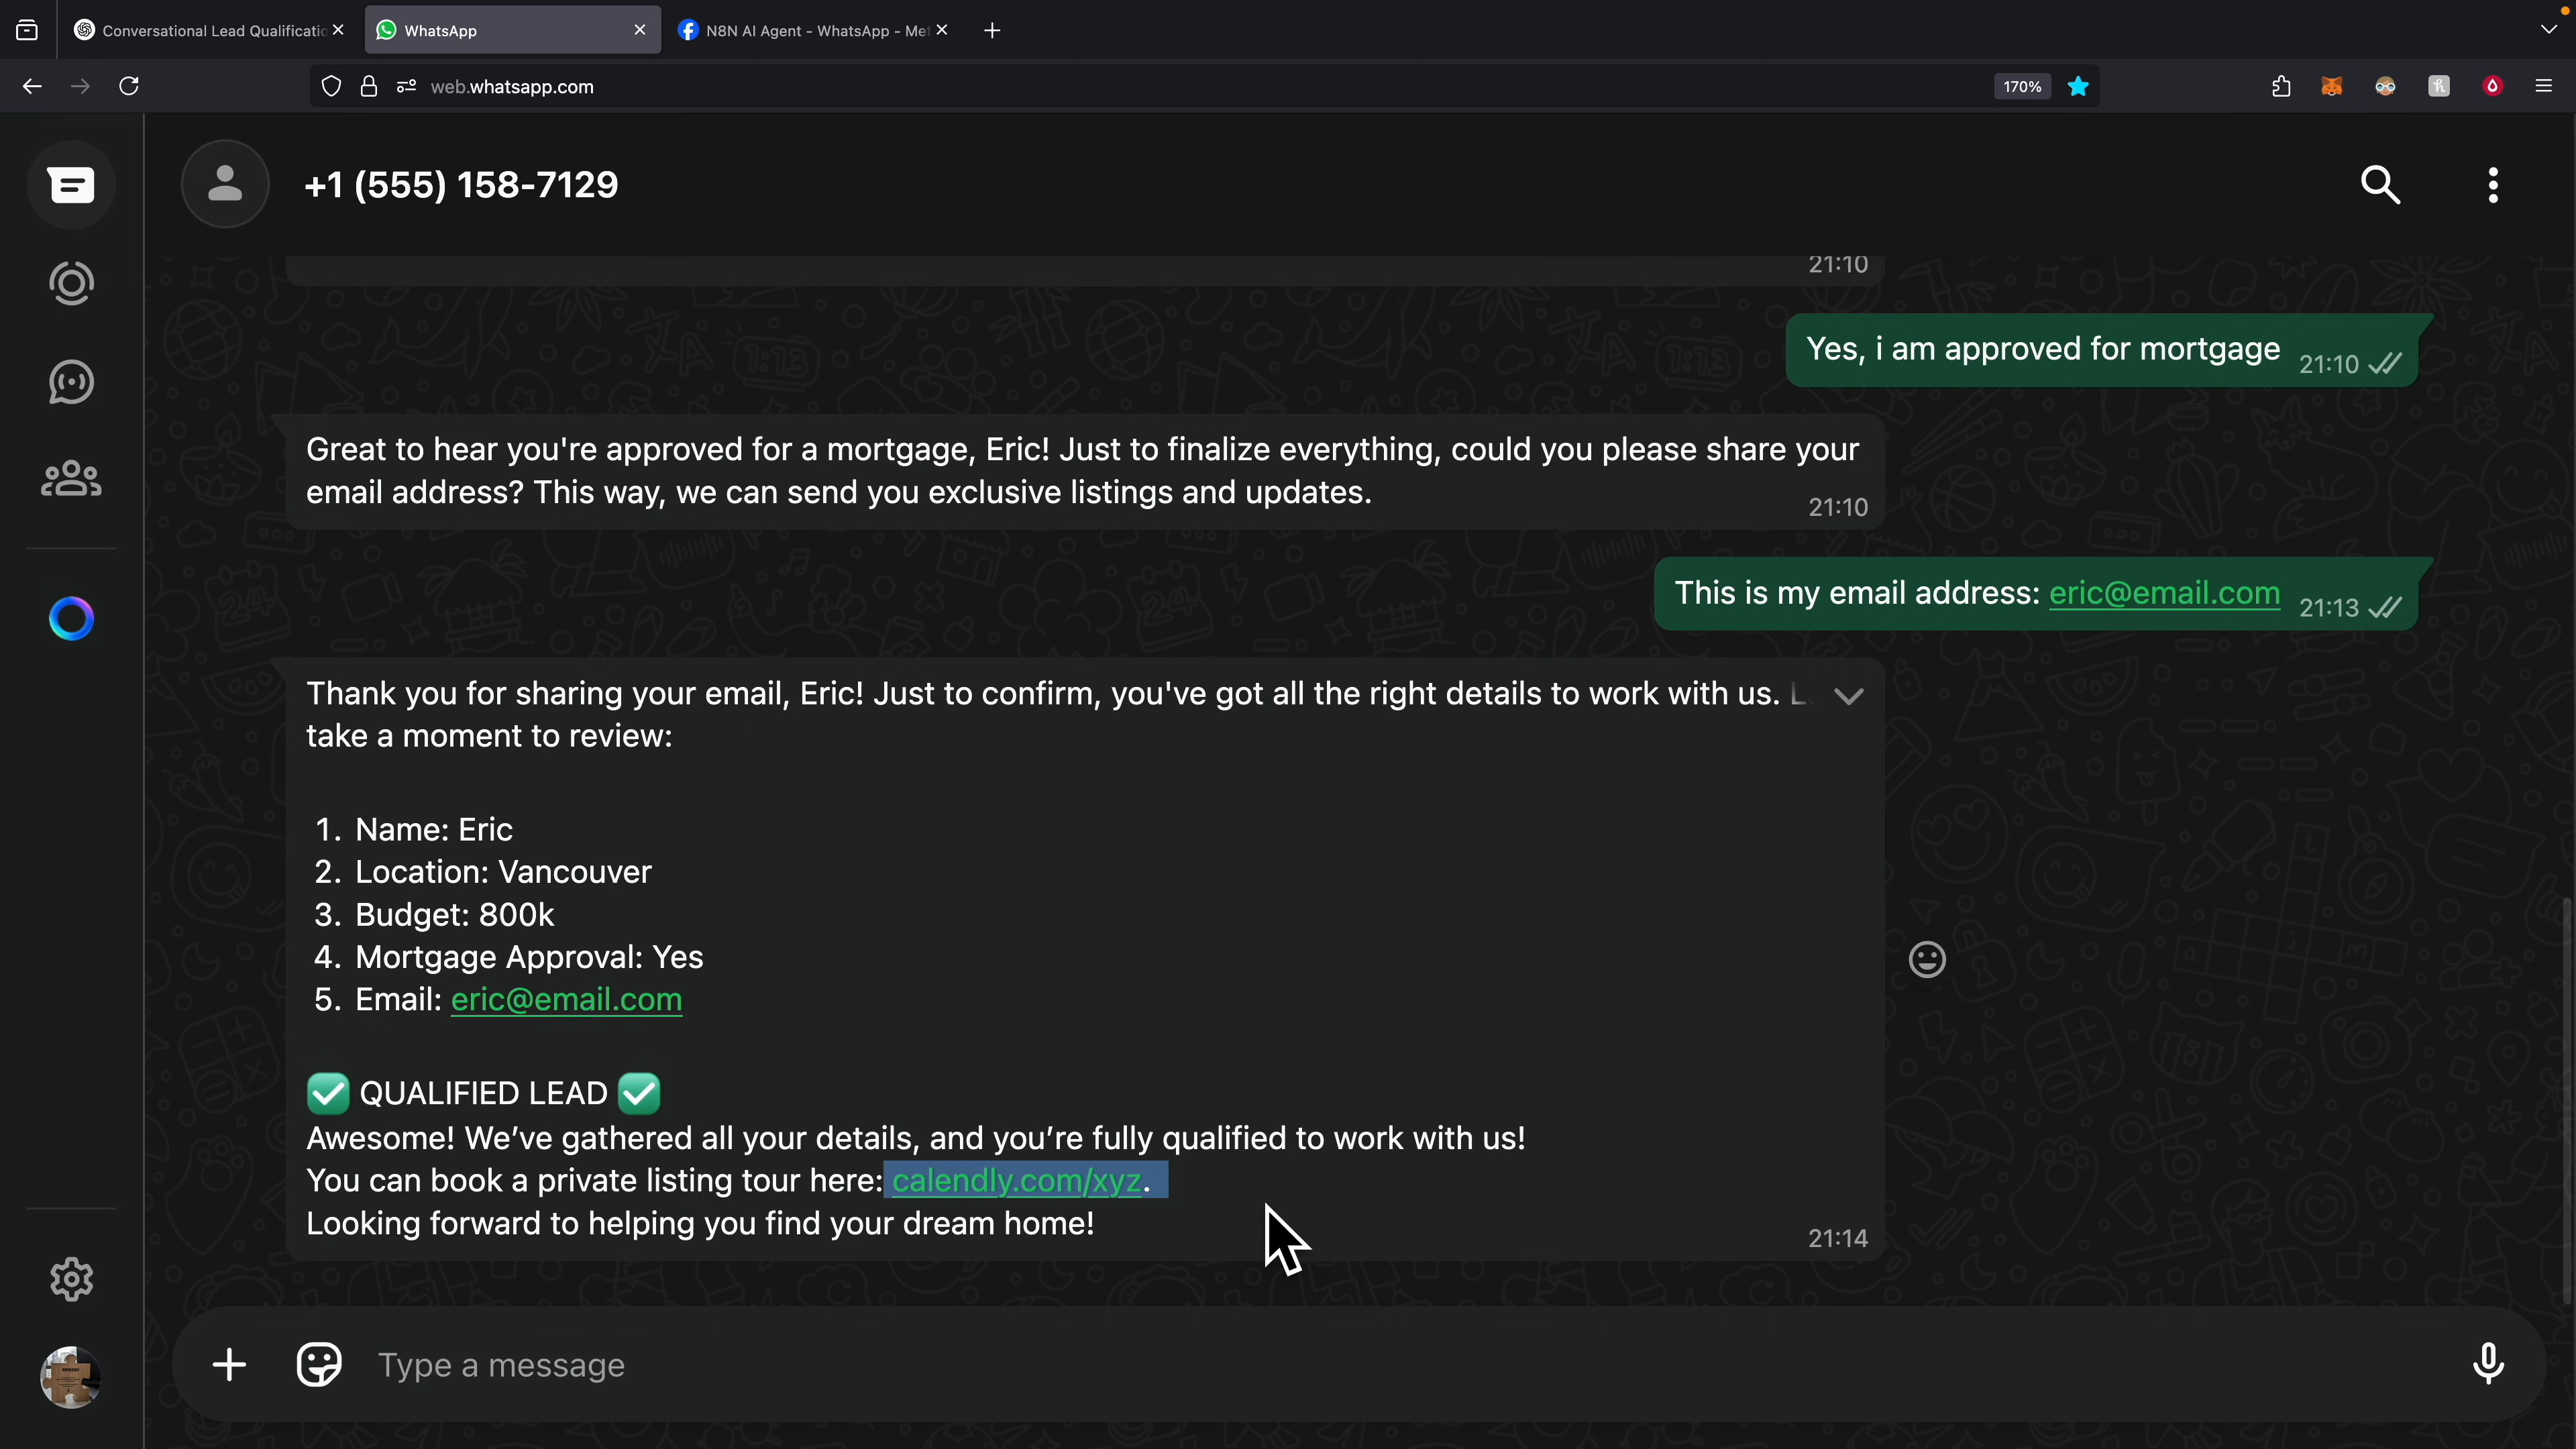 Conversational Lead Qualificatio
WhatsApp
N8N AI Agent - WhatsApp - Met
web.whatsapp.com
170%
+1 (555) 158-7129
21:10
Yes, i am approved for mortgage 21:10
Great to hear you're approved for a mortgage, Eric! Just to finalize everything, could you please share your
email address? This way, we can send you exclusive listings and updates.
21:10
This is my email address: eric@email.com 21:13
Thank you for sharing your email, Eric! Just to confirm, you've got all the right details to work with us. L
take a moment to review:
1. Name: Eric
2. Location: Vancouver
3. Budget: 800k
4. Mortgage Approval: Yes
5. Email: eric@email.com
✅ QUALIFIED LEAD ✅
Awesome! We’ve gathered all your details, and you’re fully qualified to work with us!
You can book a private listing tour here: calendly.com/xyz.
Looking forward to helping you find your dream home!
21:14
Type a message